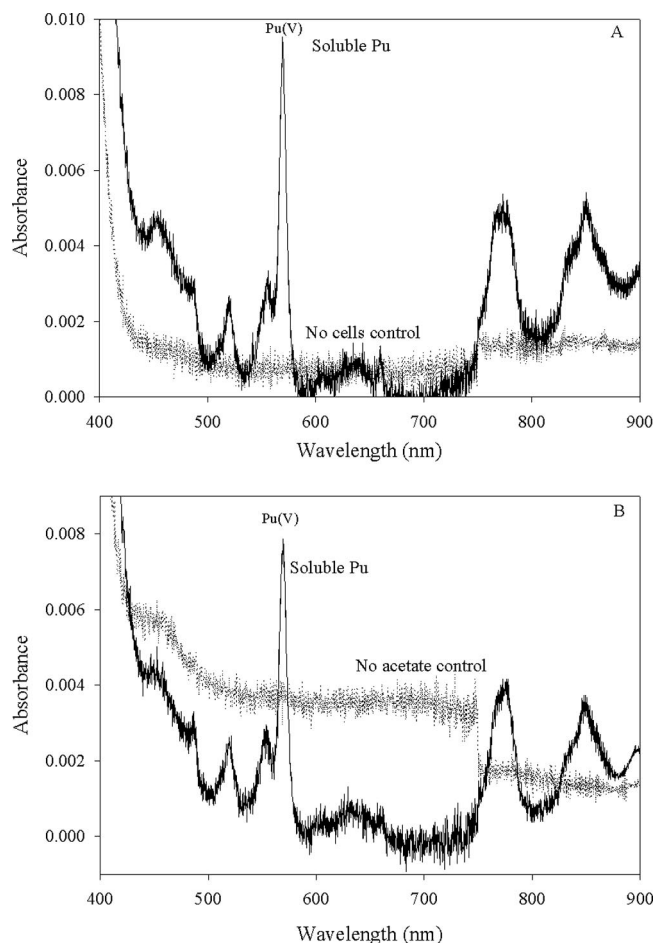 A
Pu(V)
Soluble Pu
No cells control
Absorbance
0.010
0.008
0.006
0.004
0.002
0.000
400 500 600 700 800 900
Wavelength (nm)
B
Pu(V)
Soluble Pu
No acetate control
Absorbance
0.008
0.006
0.004
0.002
0.000
400 500 600 700 800 900
Wavelength (nm)